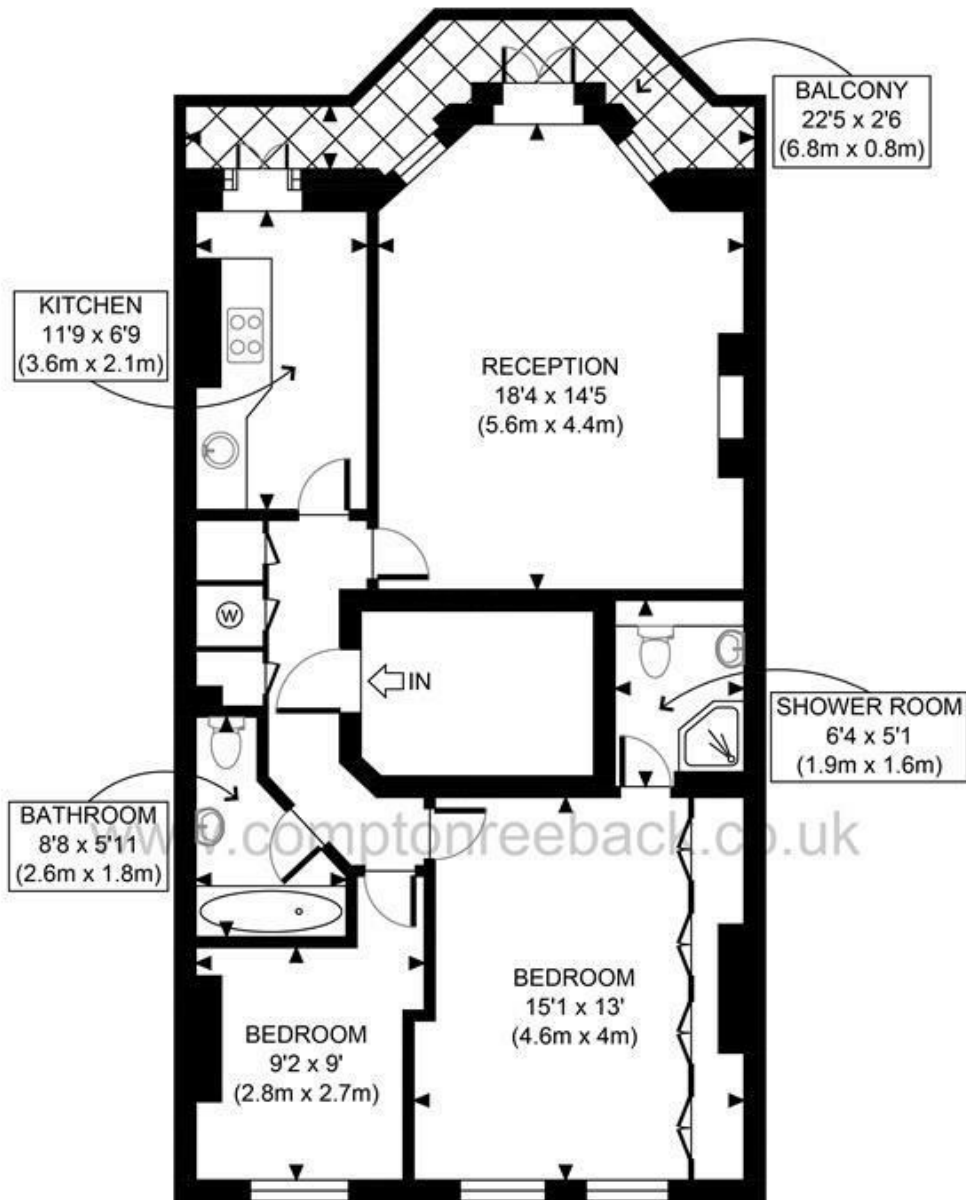 BALCONY
22'5 x 2'6
(6.8m x 0.8m)
KITCHEN
11'9 x 6'9
(3.6m x 2.1m)
RECEPTION
18'4 x 14'5
(5.6m x 4.4m)
W
IN
SHOWER ROOM
6'4 x 5'1
(1.9m x 1.6m)
BATHROOM
8'8 x 5'11
(2.6m x 1.8m)
www.comptonreeback.co.uk
BEDROOM
15'1 x 13'
(4.6m x 4m)
BEDROOM
9'2 x 9'
(2.8m x 2.7m)